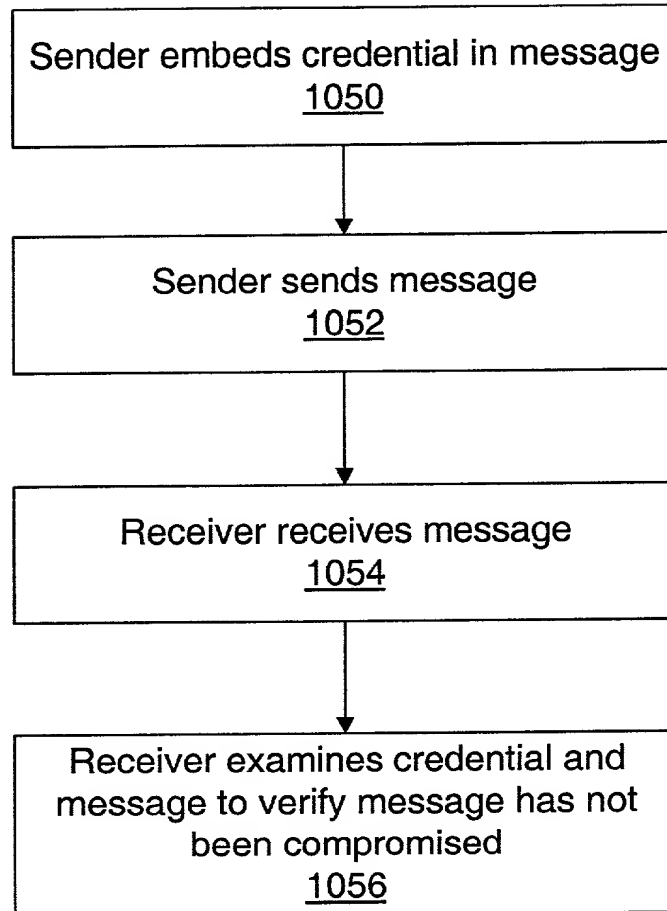 Sender embeds credential in message
1050
Sender sends message
1052
Receiver receives message
1054
Receiver examines credential and
message to verify message has not
been compromised
1056